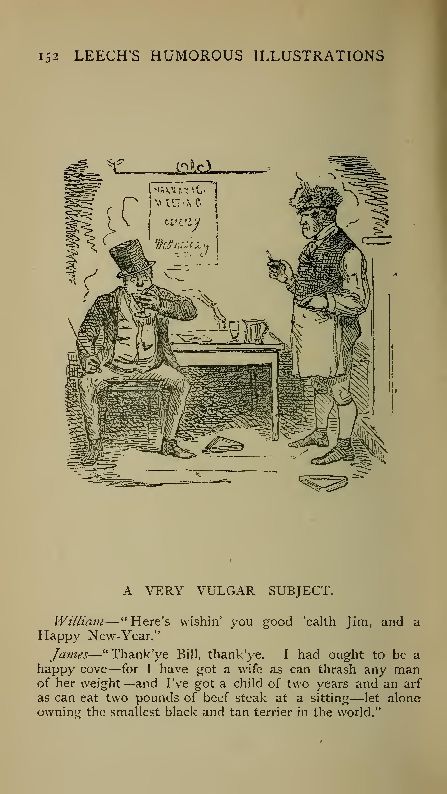 152 LEECH'S HUMOROUS ILLUSTRATIONS
MEETING
every
A VERY VULGAR SUBJECT.
William—“Here's wishin' you good 'ealth Jim, and a
Happy New-Year.”
James—“Thank'ye Bill, thank'ye. I had ought to be a
happy cove—for I have got a wife as can thrash any man
of her weight—and I've got a child of two years and an arf
as can eat two pounds of beef steak at a sitting—let alone
owning the smallest black and tan terrier in the world.”